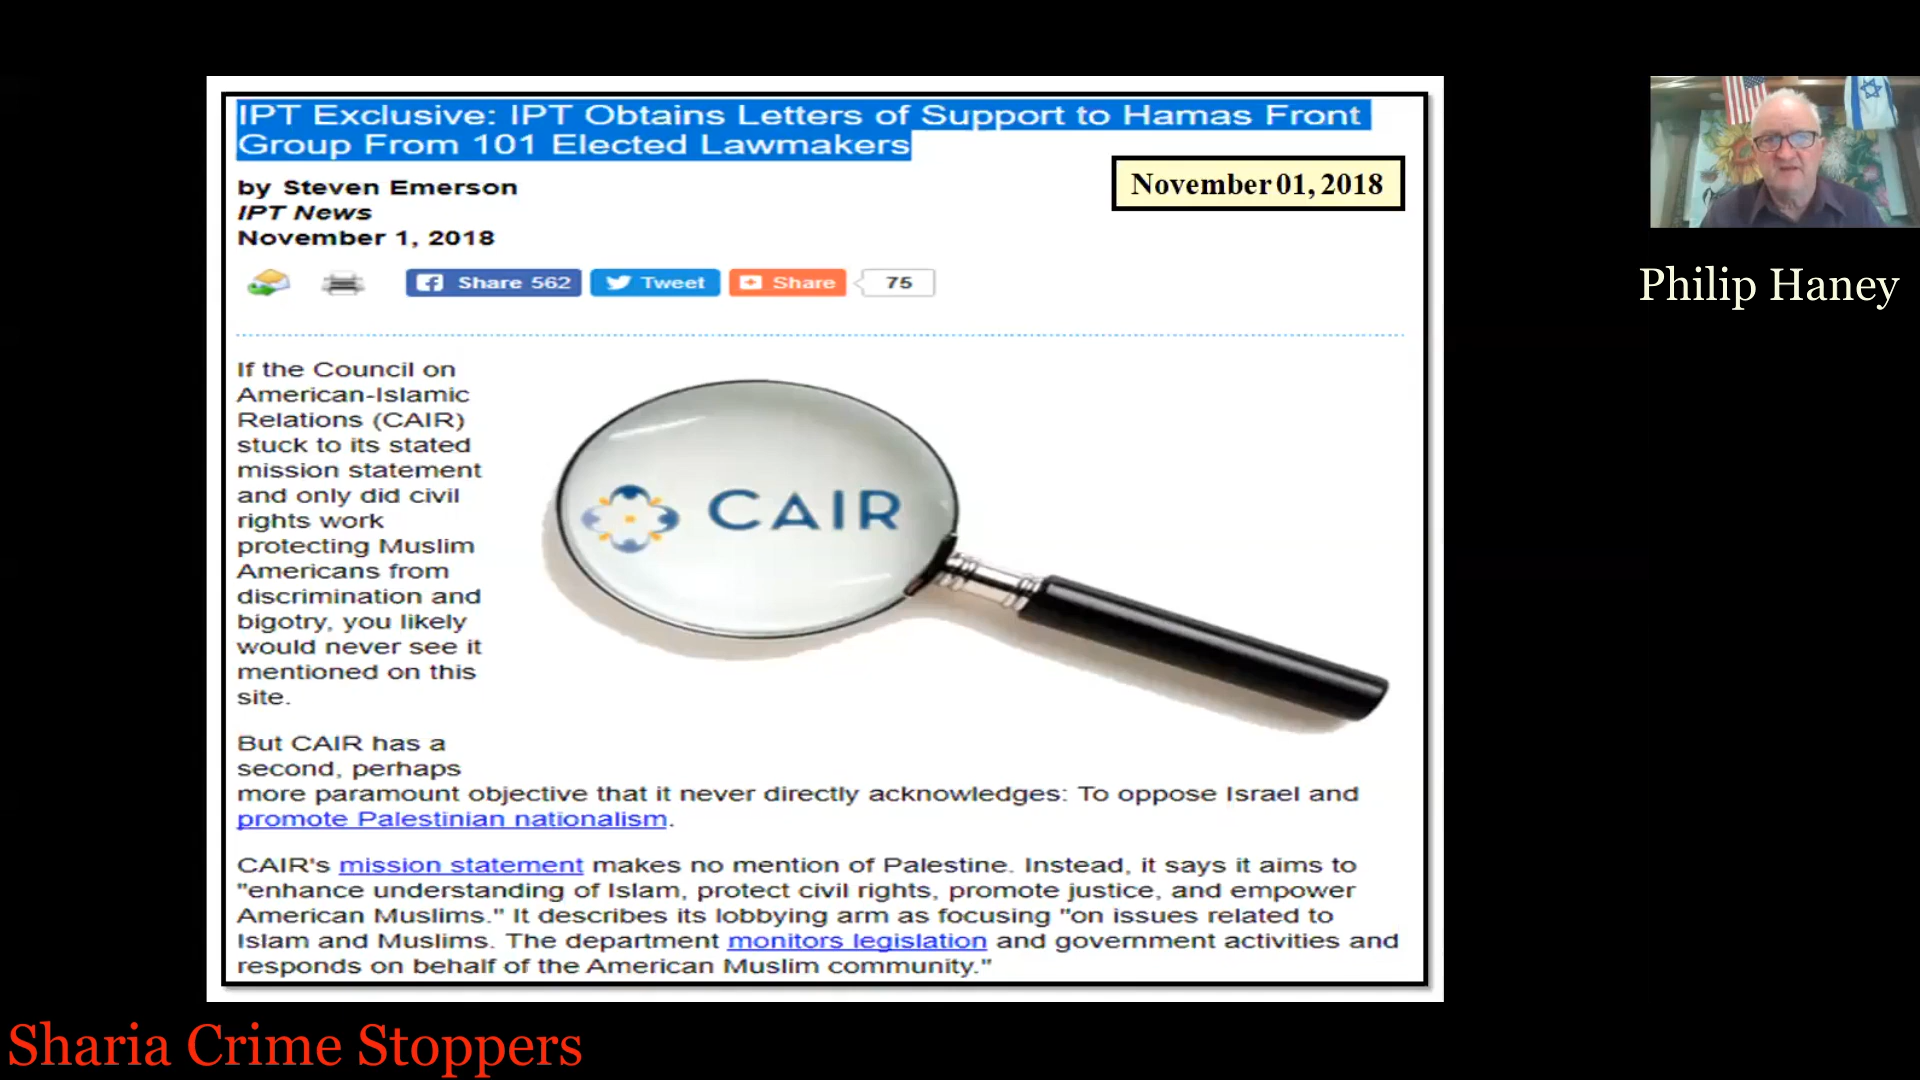 IPT Exclusive: IPT Obtains Letters of Support to Hamas Front
Group From 101 Elected Lawmakers
November 01, 2018
by Steven Emerson
IPT News
November 1, 2018
Share 562
Tweet
Share
75
If the Council on
American-Islamic
Relations (CAIR)
stuck to its stated
mission statement
and only did civil
rights work
protecting Muslim
Americans from
discrimination and
bigotry, you likely
would never see it
mentioned on this
site.
CAIR
But CAIR has a
second, perhaps
more paramount objective that it never directly acknowledges: To oppose Israel and
promote Palestinian nationalism.
CAIR's mission statement makes no mention of Palestine. Instead, it says it aims to
"enhance understanding of Islam, protect civil rights, promote justice, and empower
American Muslims." It describes its lobbying arm as focusing "on issues related to
Islam and Muslims. The department monitors legislation and government activities and
responds on behalf of the American Muslim community."
Philip Haney
Sharia Crime Stoppers